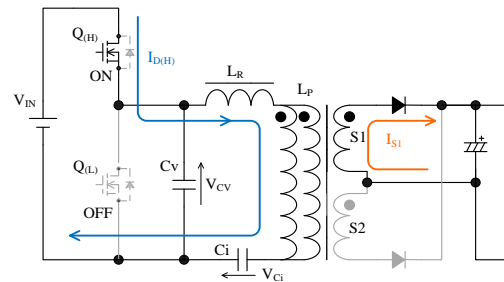 Q(H)
ID(H)
ON
LR
LP
VIN
S1
IS1
+
Q(L)
Cv
VCV
OFF
S2
Ci
VCi